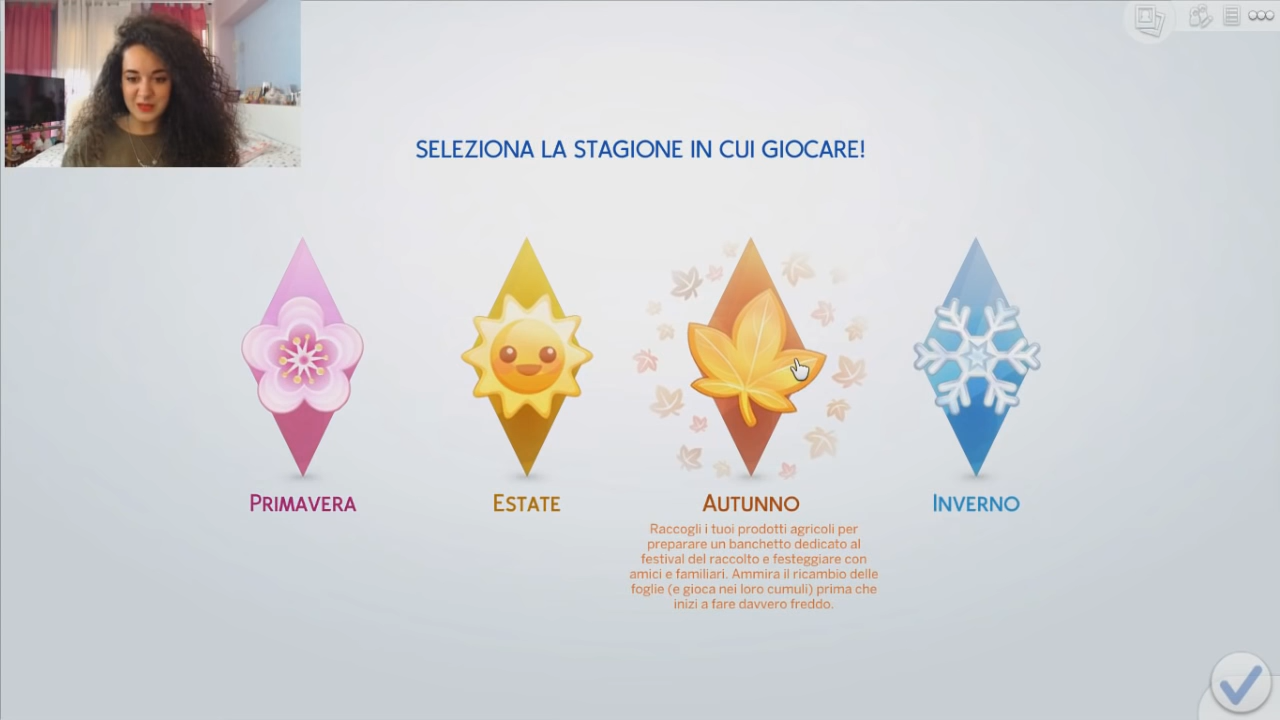 SELEZIONA LA STAGIONE IN CUI GIOCARE!
PRIMAVERA
ESTATE
AUTUNNO
INVERNO
Raccogli i tuoi prodotti agricoli per
preparare un banchetto dedicato al
festival del raccolto e festeggiare con
amici e familiari. Ammira il ricambio delle
foglie (e gioca nei loro cumuli) prima che
inizi a fare davvero freddo.